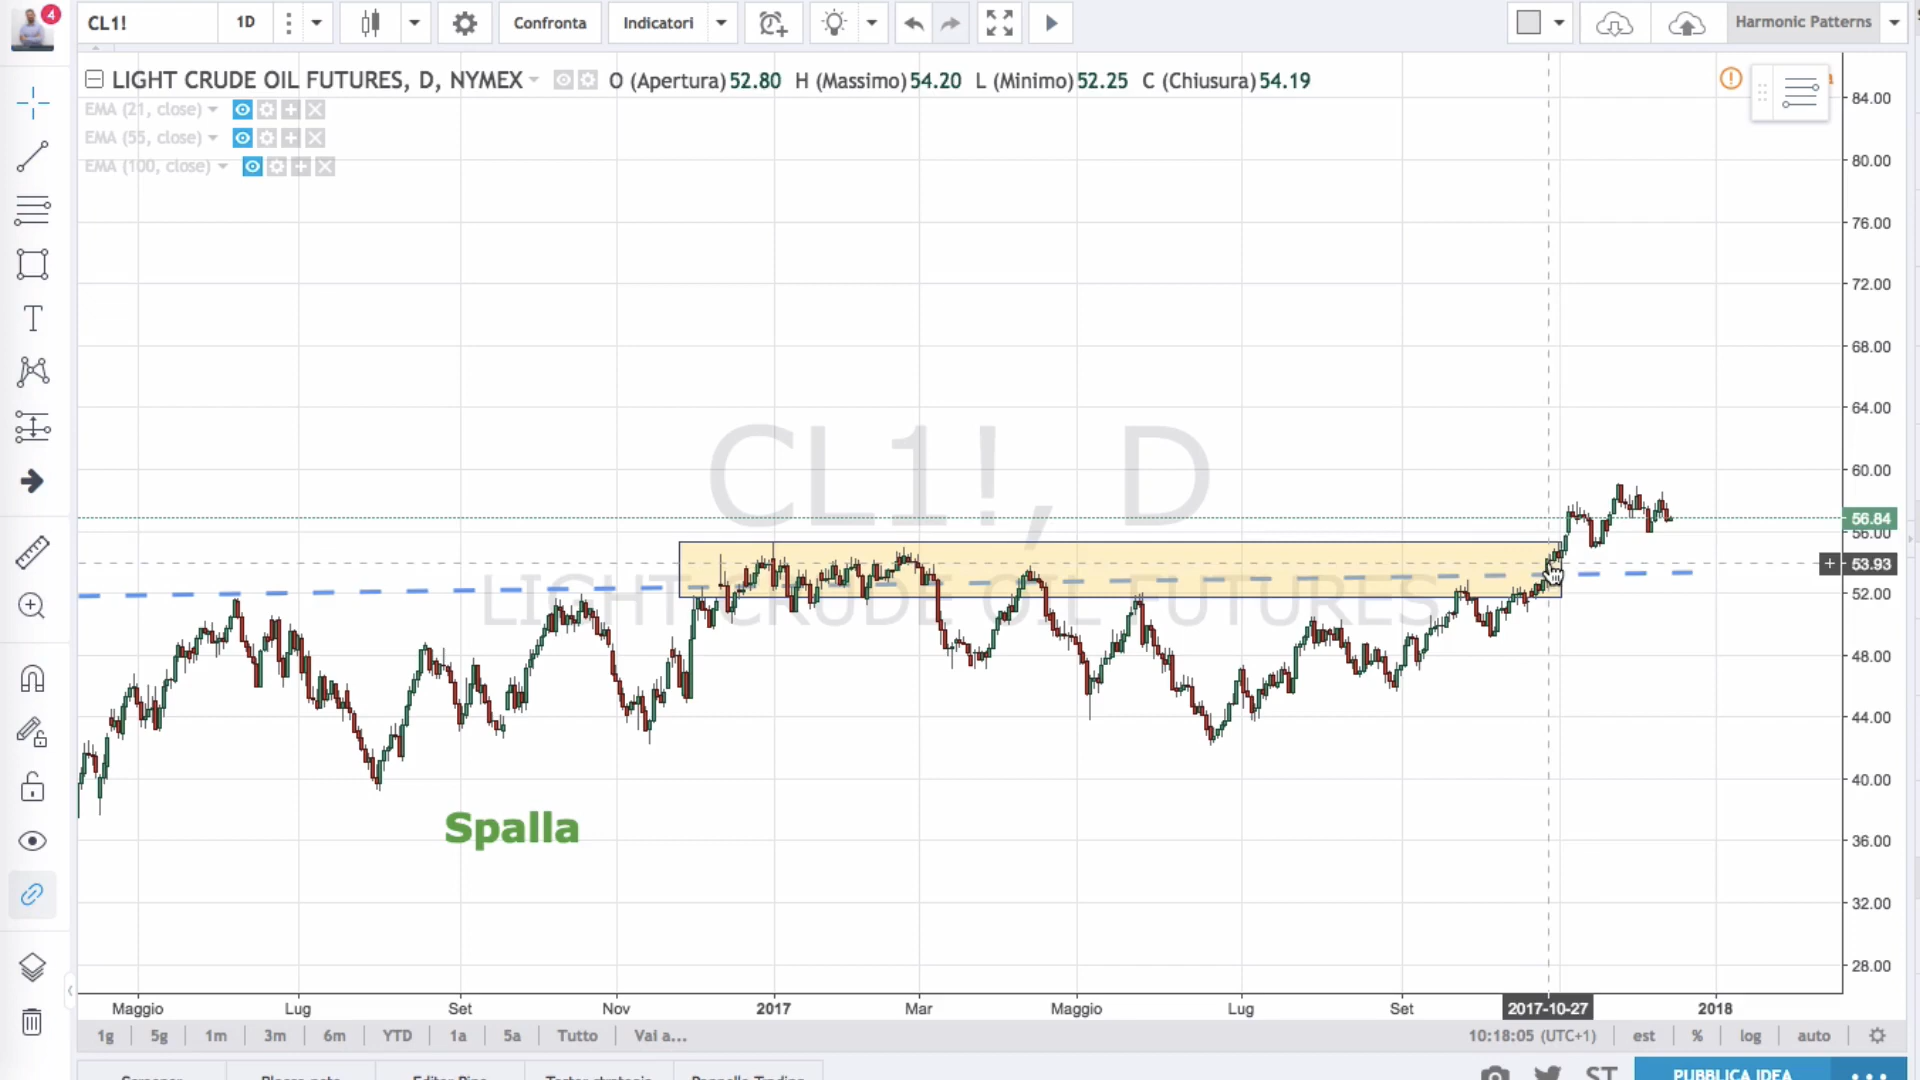 4
CL1!
1D
Confronta
Indicatori
Harmonic Patterns
LIGHT CRUDE OIL FUTURES, D, NYMEX
O (Apertura) 52.80 H (Massimo) 54.20 L (Minimo) 52.25 C (Chiusura) 54.19
EMA (21, close)
EMA (55, close)
EMA (100, close)
84.00
80.00
76.00
72.00
68.00
64.00
60.00
56.84
56.00
53.93
52.00
48.00
44.00
40.00
36.00
32.00
28.00
CL1!, D
LIGHT CRUDE OIL FUTURES
Spalla
Maggio Lug Set Nov 2017 Mar Maggio Lug Set 2017-10-27 2018
1g 5g 1m 3m 6m YTD 1a 5a Tutto Vai a... 10:18:05 (UTC+1) est % log auto
ST
PUBBLICA IDEA